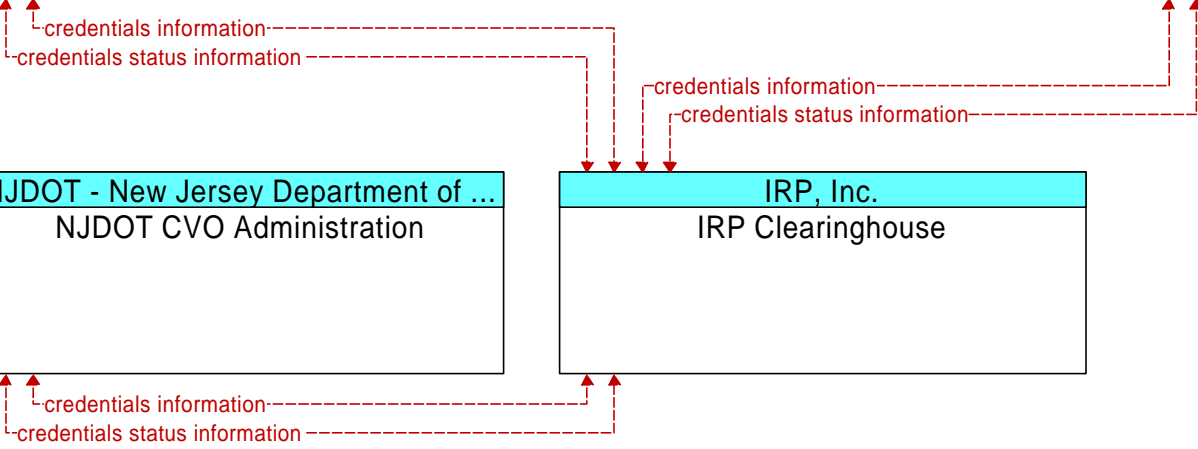 credentials information
credentials status information
credentials information
credentials status information
NJDOT - New Jersey Department of ...
NJDOT CVO Administration
IRP, Inc.
IRP Clearinghouse
credentials information
credentials status information